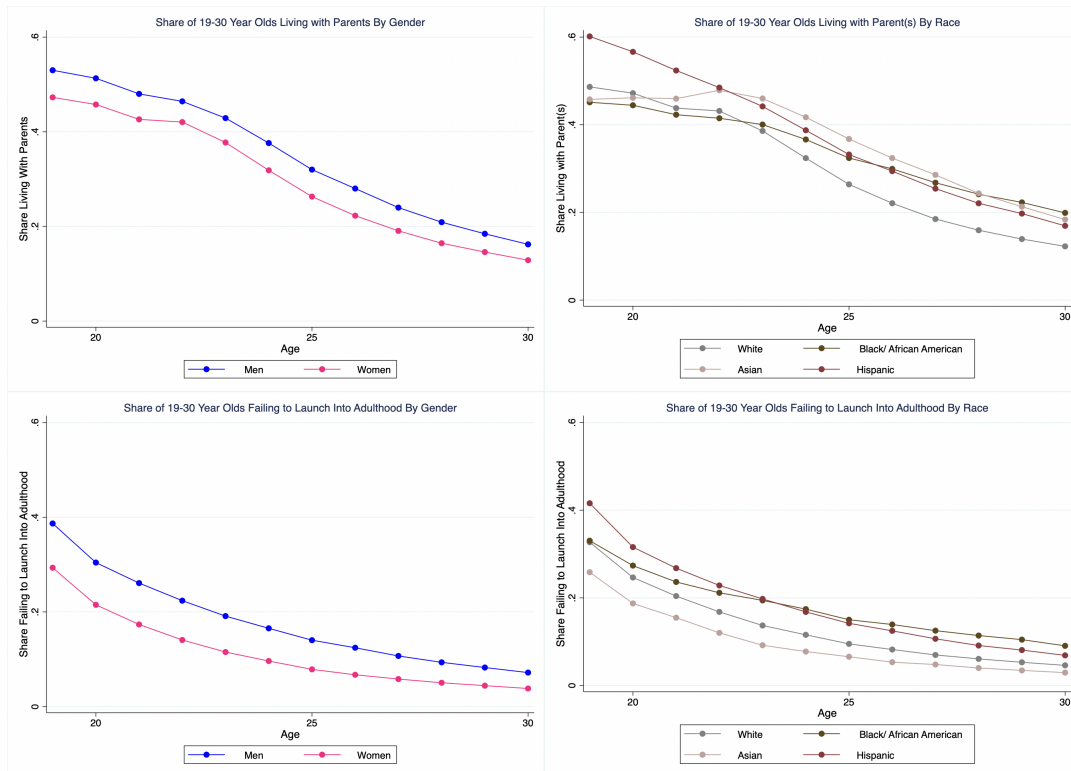 Share of 19-30 Year Olds Living with Parents By Gender
.6
.4
.2
0
Share Living With Parents
20 25 30
Age
Men Women
Share of 19-30 Year Olds Living with Parent(s) By Race
.6
.4
.2
0
Share Living with Parent(s)
20 25 30
Age
White Black/ African American
Asian Hispanic
Share of 19-30 Year Olds Failing to Launch Into Adulthood By Gender
.6
.4
.2
0
Share Failing to Launch Into Adulthood
20 25 30
Age
Men Women
Share of 19-30 Year Olds Failing to Launch Into Adulthood By Race
.6
.4
.2
0
Share Failing to Launch Into Adulthood
20 25 30
Age
White Black/ African American
Asian Hispanic